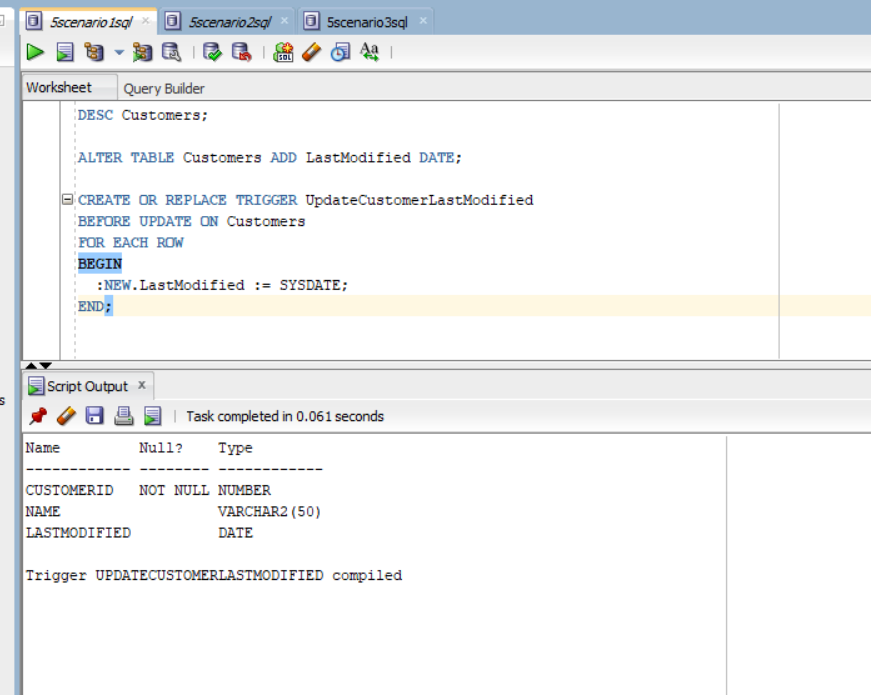 5scenario1sql × 5scenario2sql × 5scenario3sql ×
SQL Aa
Worksheet Query Builder
DESC Customers;
ALTER TABLE Customers ADD LastModified DATE;
CREATE OR REPLACE TRIGGER UpdateCustomerLastModified
BEFORE UPDATE ON Customers
FOR EACH ROW
BEGIN
:NEW.LastModified := SYSDATE;
END;
s
Script Output ×
Task completed in 0.061 seconds
Name Null? Type
------------ -------- ------------
CUSTOMERID NOT NULL NUMBER
NAME VARCHAR2(50)
LASTMODIFIED DATE
Trigger UPDATECUSTOMERLASTMODIFIED compiled